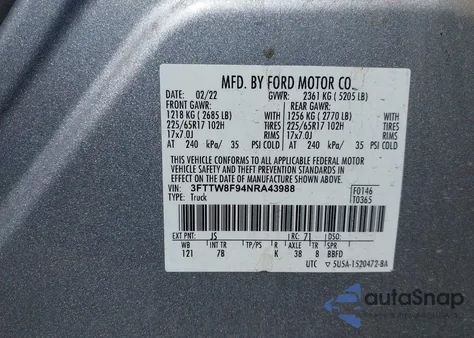 MFD. BY FORD MOTOR CO.
DATE: 02/22 GVWR: 2361 KG ( 5205 LB)
FRONT GAWR: REAR GAWR:
1218 KG ( 2685 LB) 1256 KG ( 2770 LB)
225/65R17 102H TIRES 225/65R17 102H
17x7.0J RIMS 17x7.0J
AT 240 kPa/ 35 PSI COLD AT 240 kPa/ 35 PSI COLD
THIS VEHICLE CONFORMS TO ALL APPLICABLE FEDERAL MOTOR
VEHICLE SAFETY AND THEFT PREVENTION STANDARDS IN EFFECT
ON THE DATE OF MANUFACTURE SHOWN ABOVE.
VIN: 3FTTW8F94NRA43988 F0146
TYPE: Truck T0365
EXT PNT: JS RC: 71 DSO:
WB INT TR TP/PS R AXLE TR SPR
121 78 K 38 8 BBFD
UTC 5U5A-1520472-BA
autoSnap